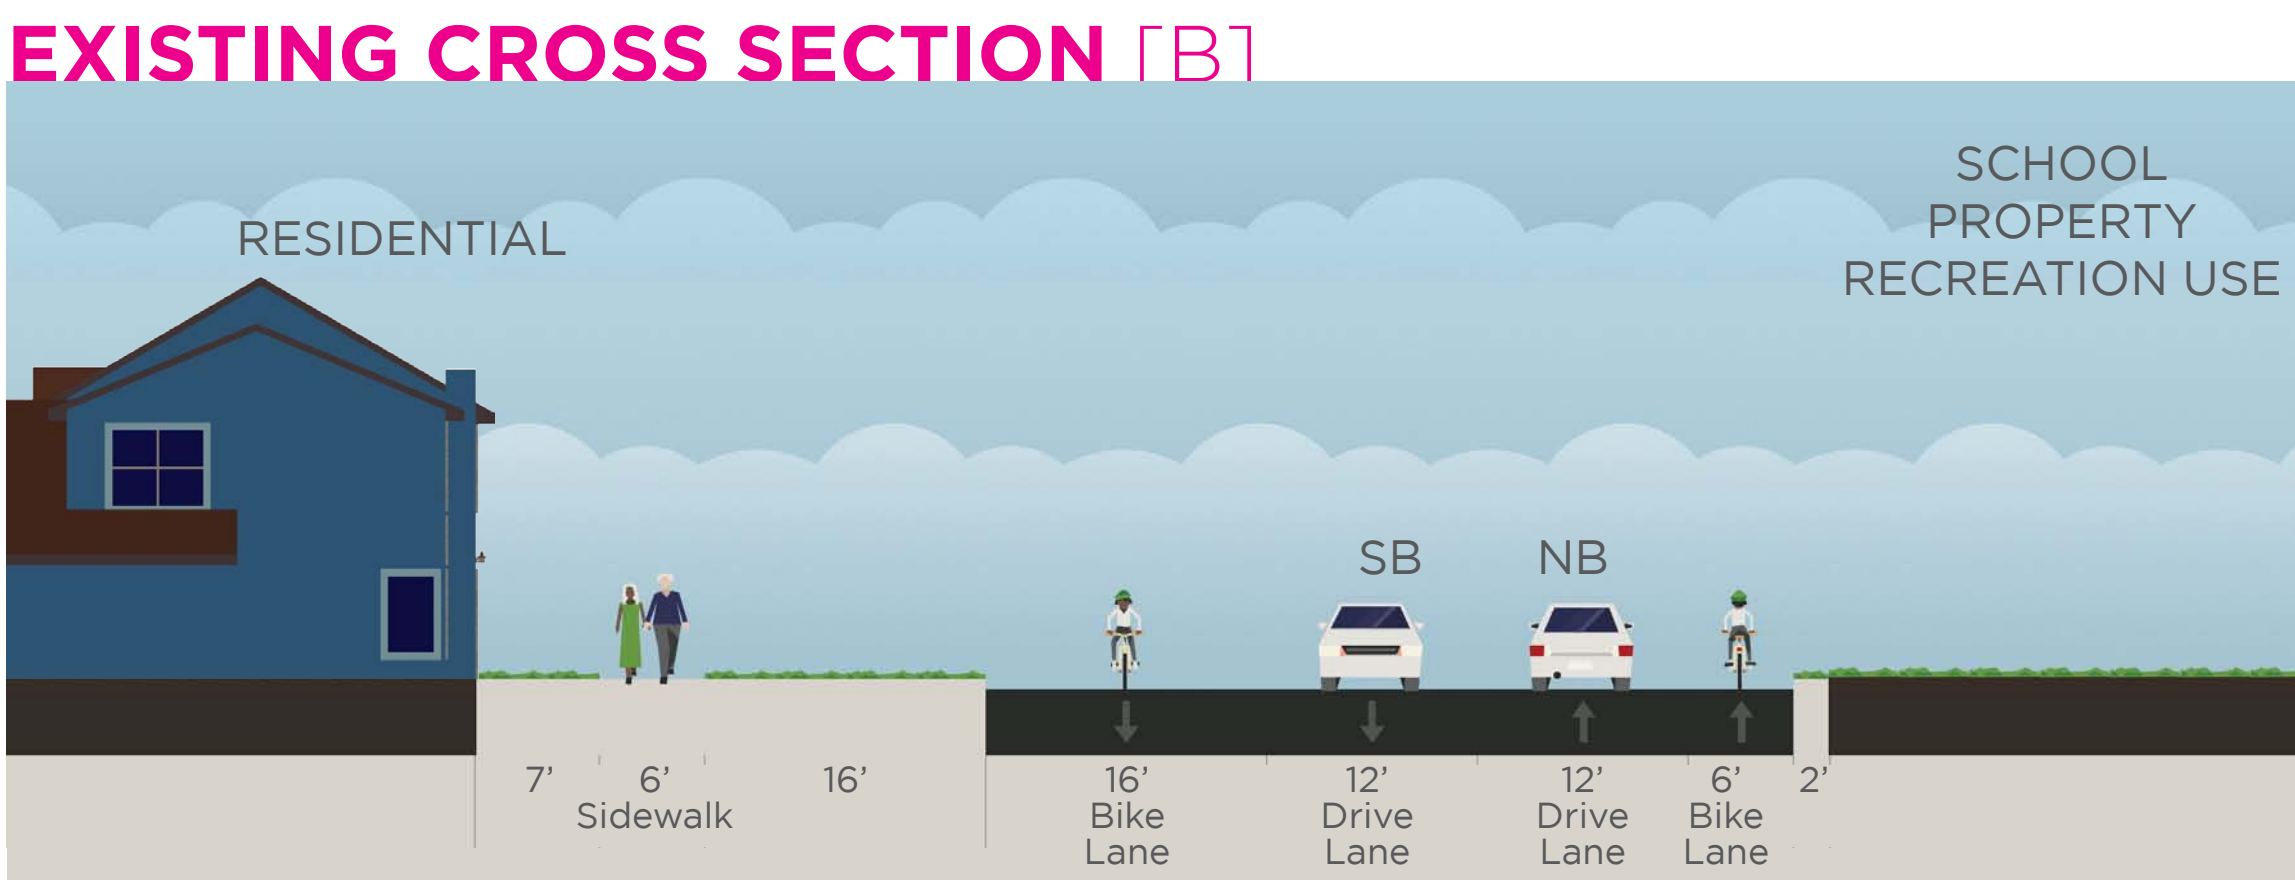 EXISTING CROSS SECTION [B]
RESIDENTIAL
SCHOOL
PROPERTY
RECREATION USE
SB
NB
7’
6’
Sidewalk
16’
16’
Bike
Lane
12’
Drive
Lane
12’
Drive
Lane
6’
Bike
Lane
2’